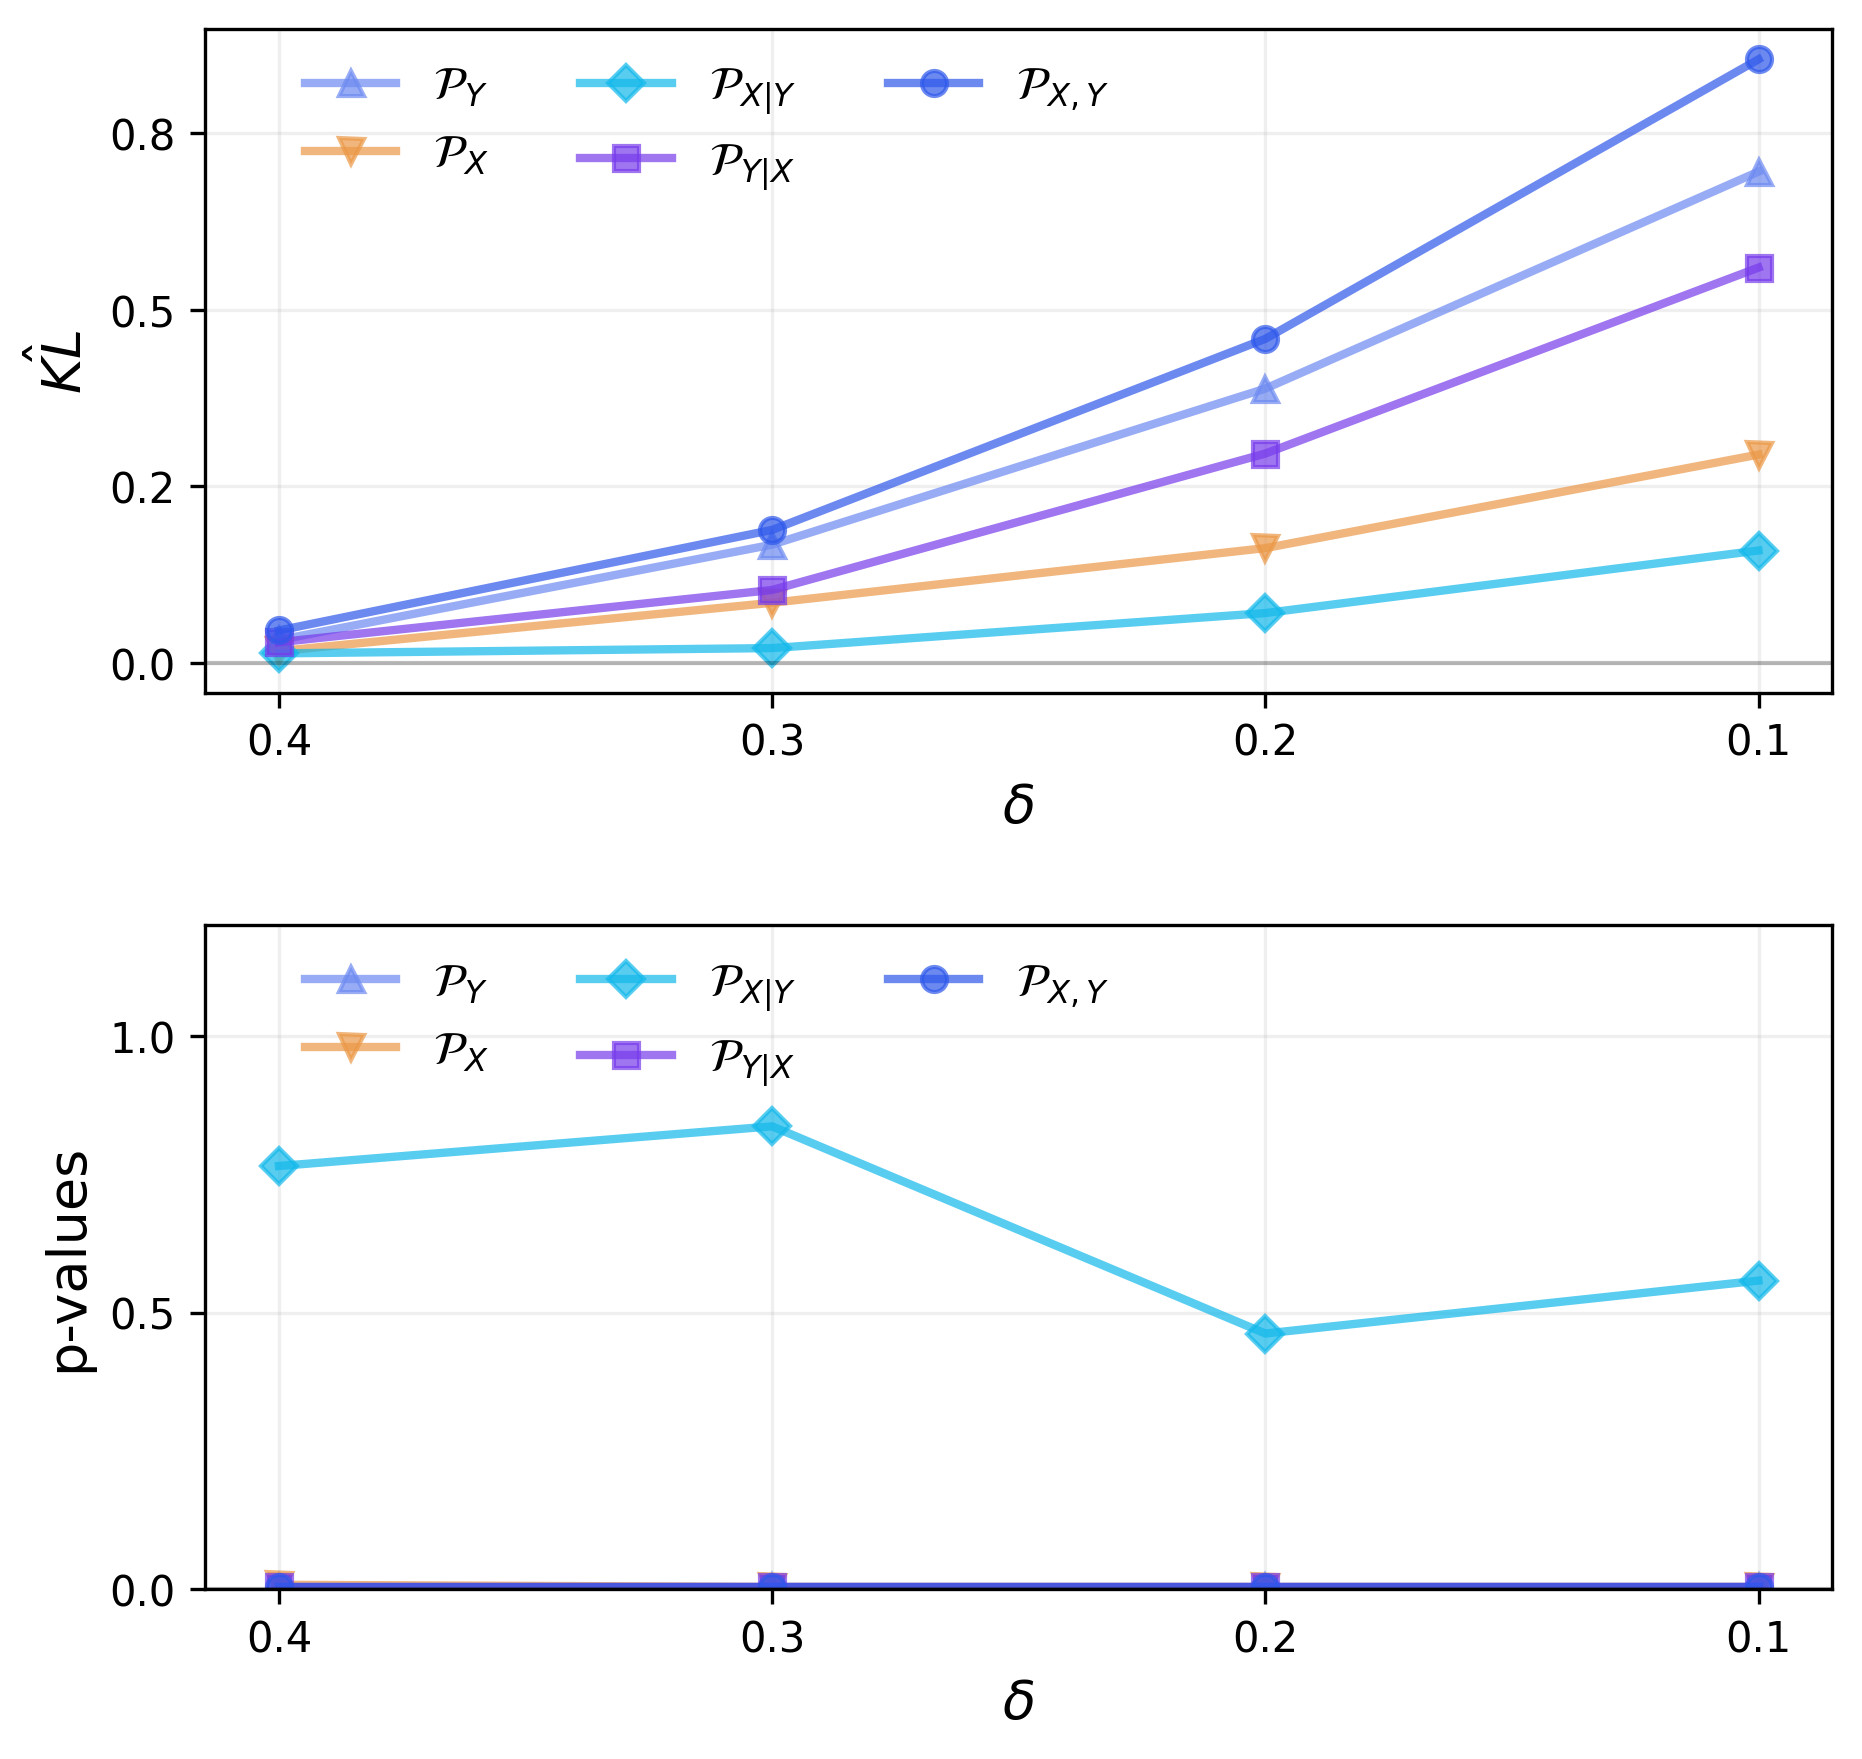 𝒫_Y 𝒫_{X|Y} 𝒫_{X, Y}
𝒫_X 𝒫_{Y|X}
0.8
0.5
0.2
0.0
K̂L
0.4 0.3 0.2 0.1
δ
𝒫_Y 𝒫_{X|Y} 𝒫_{X, Y}
𝒫_X 𝒫_{Y|X}
1.0
0.5
0.0
p-values
0.4 0.3 0.2 0.1
δ